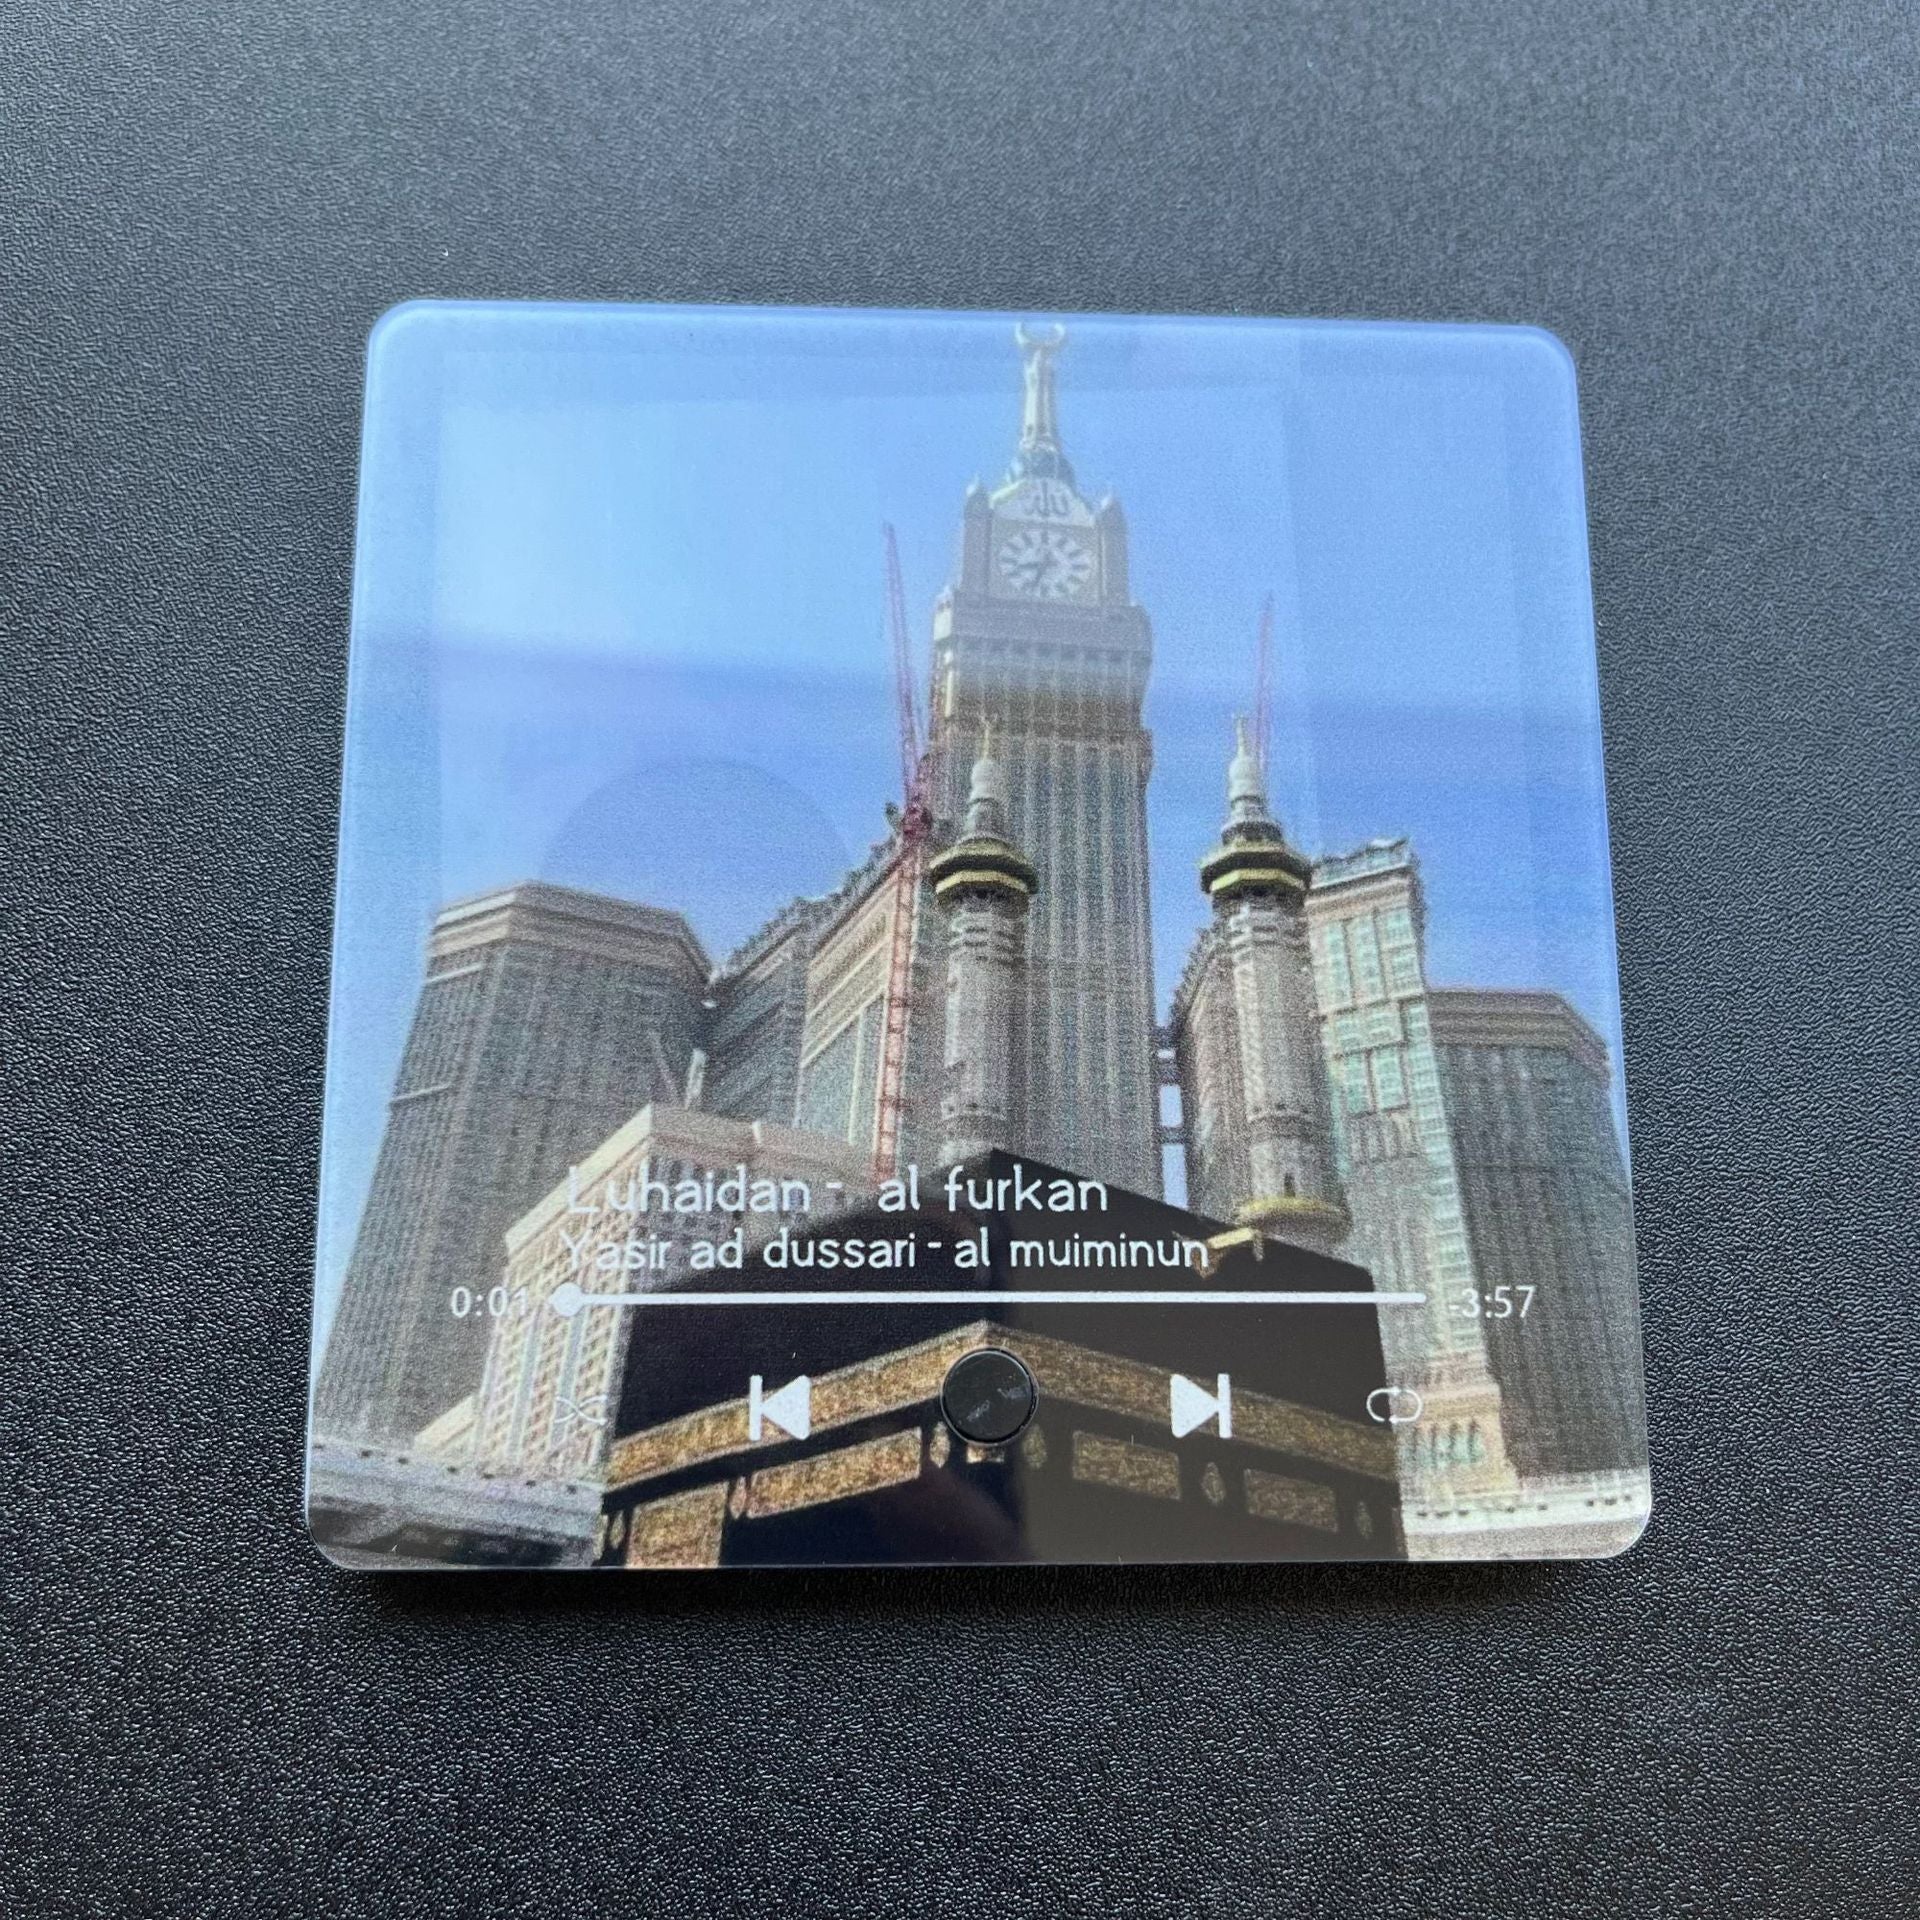 Luhaidan - al furkan
Yasir ad dussari - al muiminun
0:01 -3:57